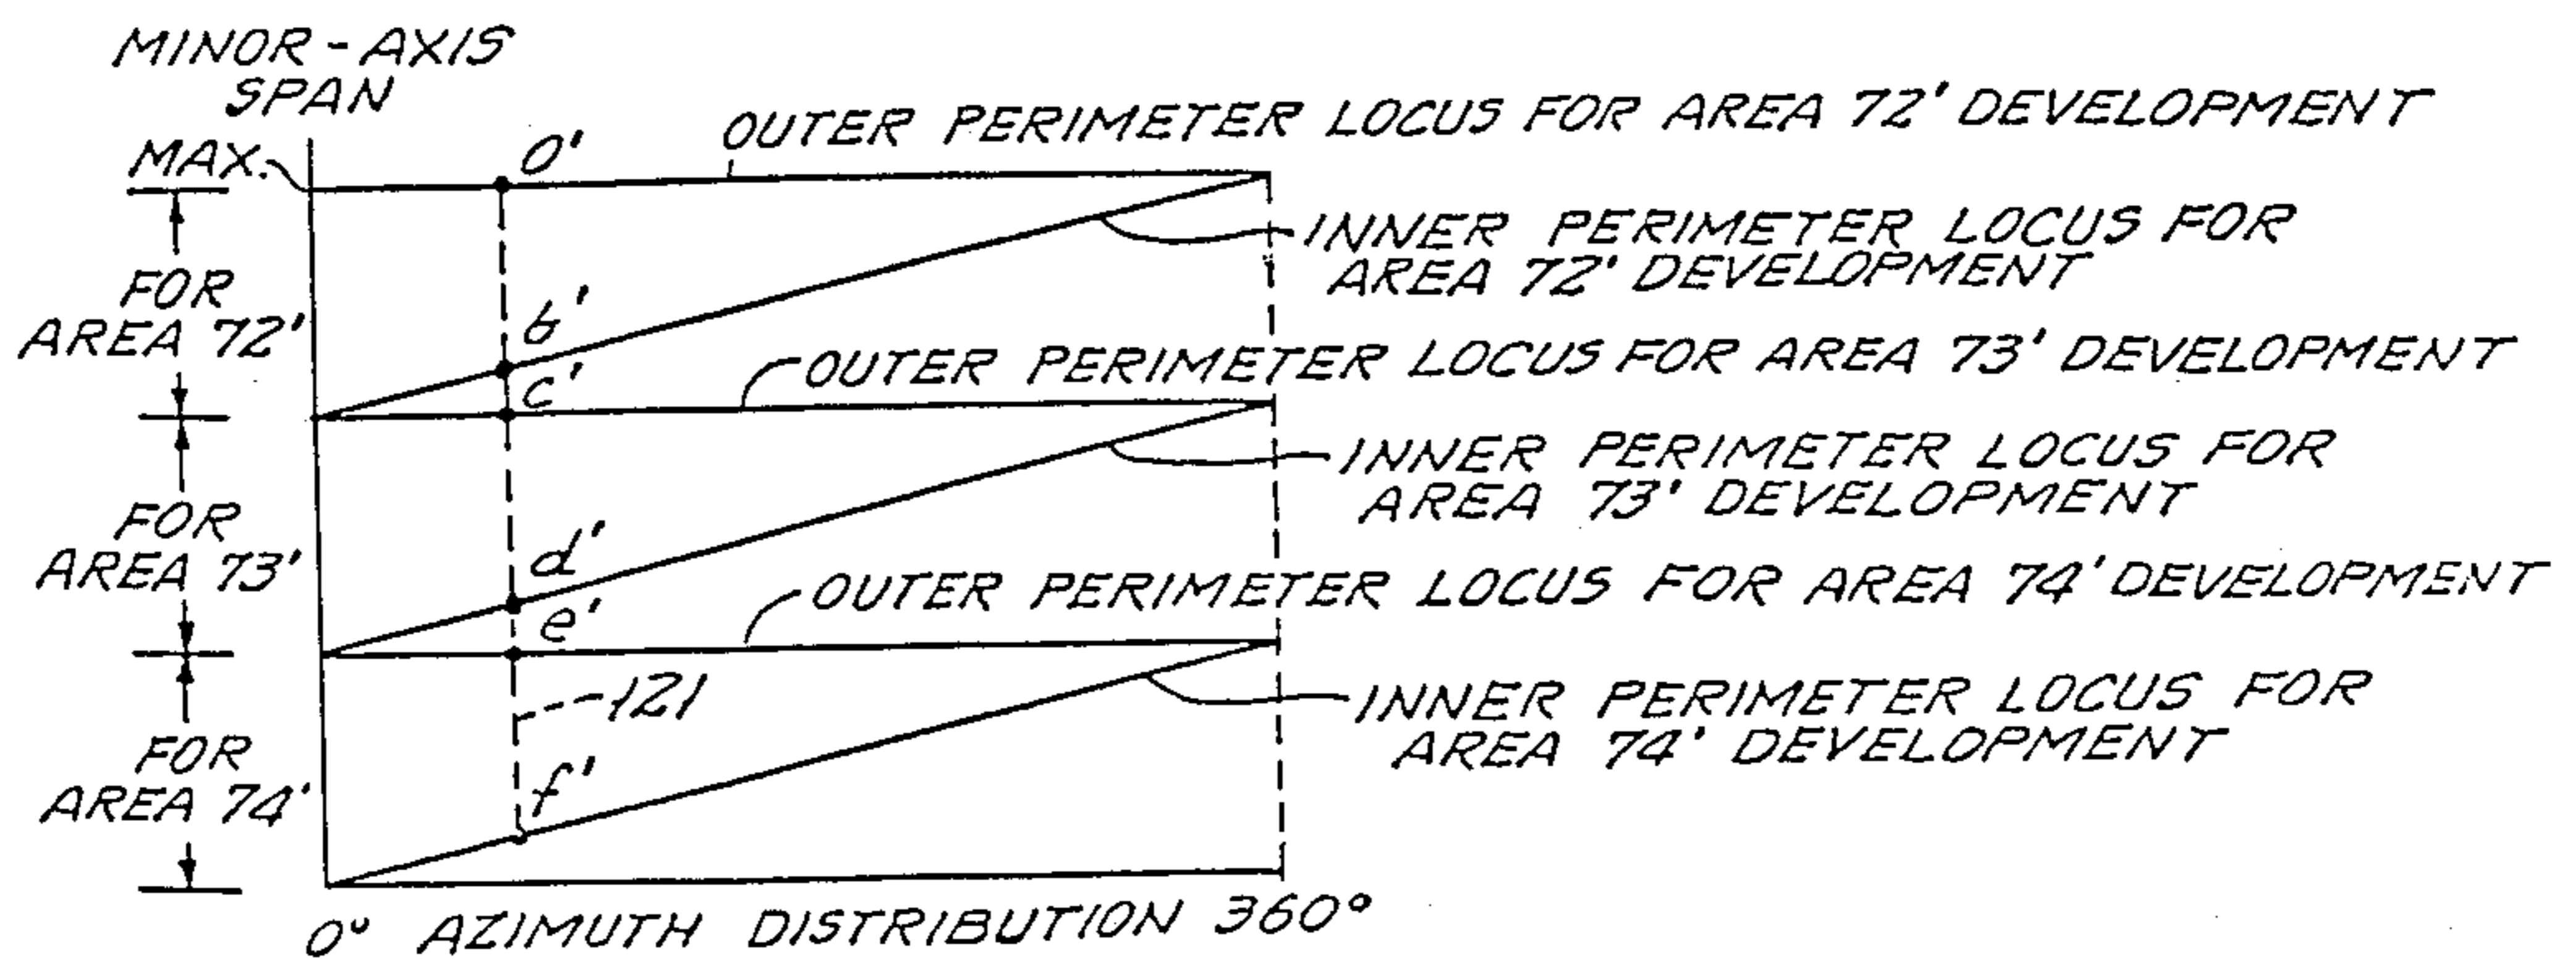 MINOR-AXIS
SPAN
MAX.
o'
OUTER PERIMETER LOCUS FOR AREA 72' DEVELOPMENT
INNER PERIMETER LOCUS FOR
AREA 72' DEVELOPMENT
FOR
AREA 72'
b'
c'
OUTER PERIMETER LOCUS FOR AREA 73' DEVELOPMENT
INNER PERIMETER LOCUS FOR
AREA 73' DEVELOPMENT
FOR
AREA 73'
d'
e'
OUTER PERIMETER LOCUS FOR AREA 74' DEVELOPMENT
121
INNER PERIMETER LOCUS FOR
AREA 74' DEVELOPMENT
FOR
AREA 74'
f'
0° AZIMUTH DISTRIBUTION 360°